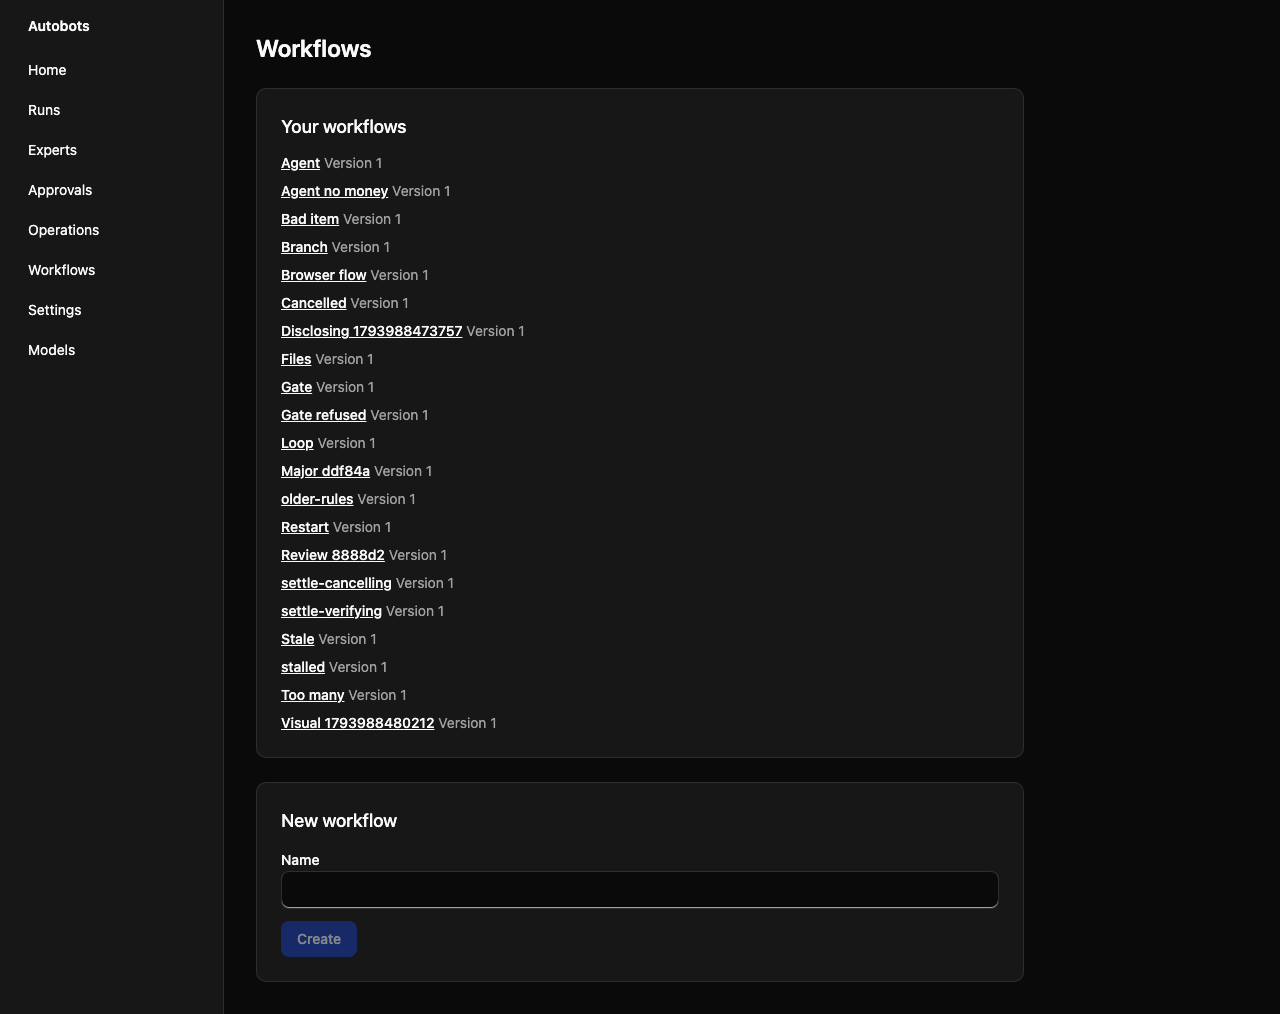 Autobots
Home
Runs
Experts
Approvals
Operations
Workflows
Settings
Models
Workflows
Your workflows
Agent Version 1
Agent no money Version 1
Bad item Version 1
Branch Version 1
Browser flow Version 1
Cancelled Version 1
Disclosing 1793988473757 Version 1
Files Version 1
Gate Version 1
Gate refused Version 1
Loop Version 1
Major ddf84a Version 1
older-rules Version 1
Restart Version 1
Review 8888d2 Version 1
settle-cancelling Version 1
settle-verifying Version 1
Stale Version 1
stalled Version 1
Too many Version 1
Visual 1793988480212 Version 1
New workflow
Name
Create